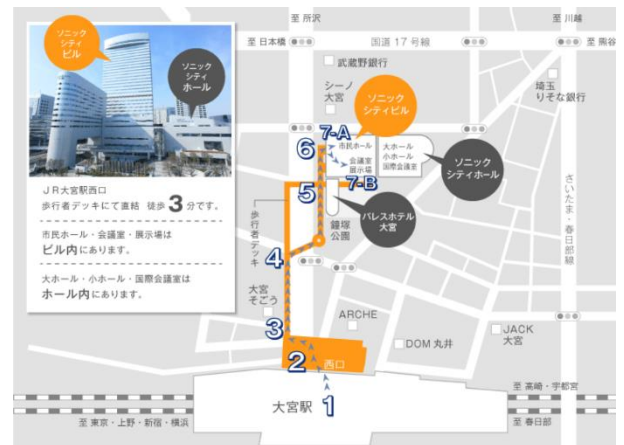 ソニック
シティ
ビル
ソニック
シティ
ホール
JR大宮駅西口
歩行者デッキにて直結 徒歩3分です。
市民ホール・会議室・展示場は
ビル内にあります。
大ホール・小ホール・国際会議室は
ホール内にあります。
至 所沢
至 川越
至 日本橋
国道17号線
至 熊谷
武蔵野銀行
シーノ
大宮
ソニック
シティビル
埼玉
りそな銀行
7-A
6
市民ホール
会議室
展示場
大ホール
小ホール
国際会議室
ソニック
シティホール
7-B
5
歩行者デッキ
鐘塚
公園
パレスホテル
大宮
さいたま・春日部線
4
大宮
そごう
3
ARCHE
DOM 丸井
JACK
大宮
2
西口
1
大宮駅
至 高崎・宇都宮
至 東京・上野・新宿・横浜
至 春日部